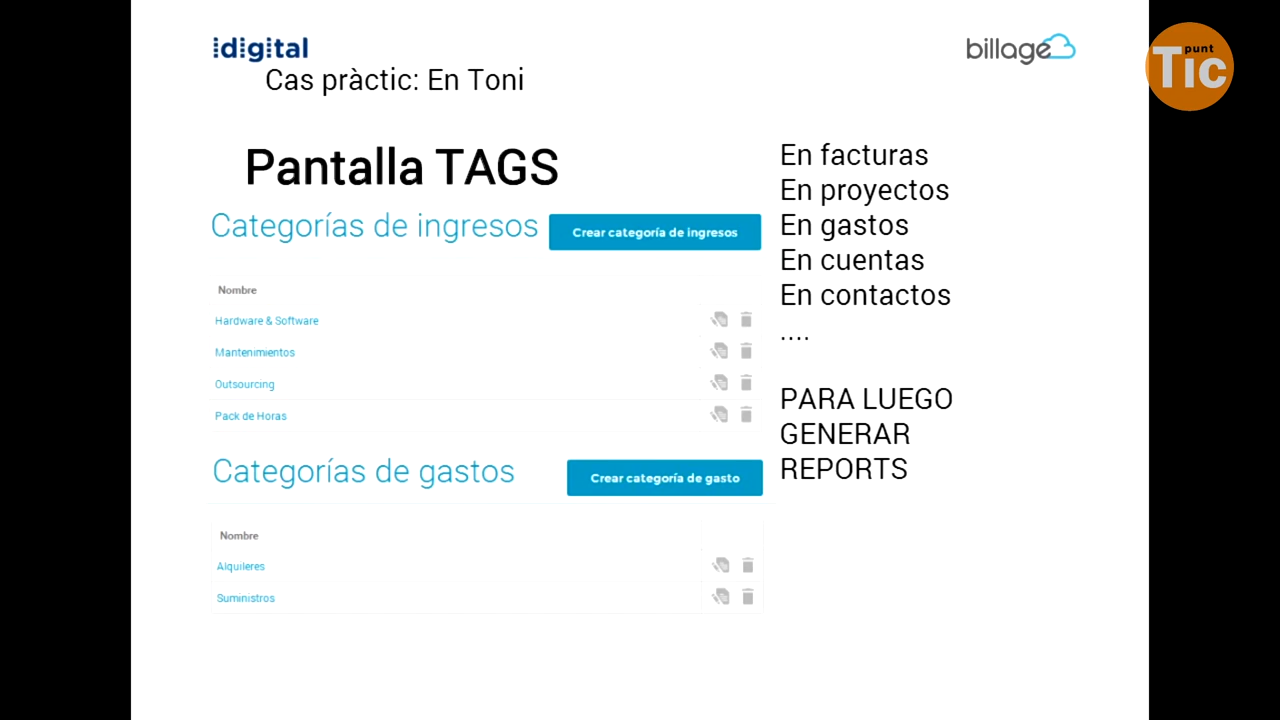 idigital
billage
punt
Tic
Cas pràctic: En Toni
Pantalla TAGS
Categorías de ingresos
Crear categoría de ingresos
Nombre
Hardware & Software
Mantenimientos
Outsourcing
Pack de Horas
Categorías de gastos
Crear categoría de gasto
Nombre
Alquileres
Suministros
En facturas
En proyectos
En gastos
En cuentas
En contactos
....
PARA LUEGO
GENERAR
REPORTS